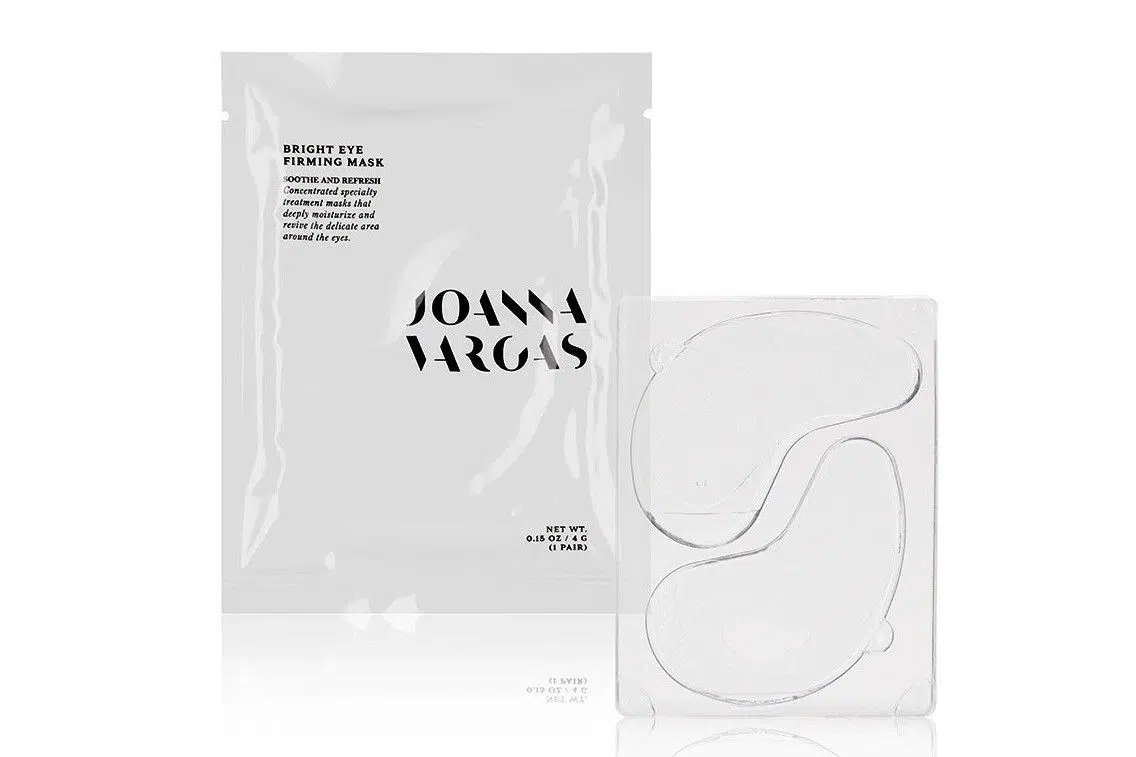 BRIGHT EYE
FIRMING MASK
SOOTHE AND REFRESH
Concentrated specialty
treatment masks that
deeply moisturize and
revive the delicate area
around the eyes.
JOANNA
VARGAS
NET WT.
0.15 OZ / 4 G
(1 PAIR)